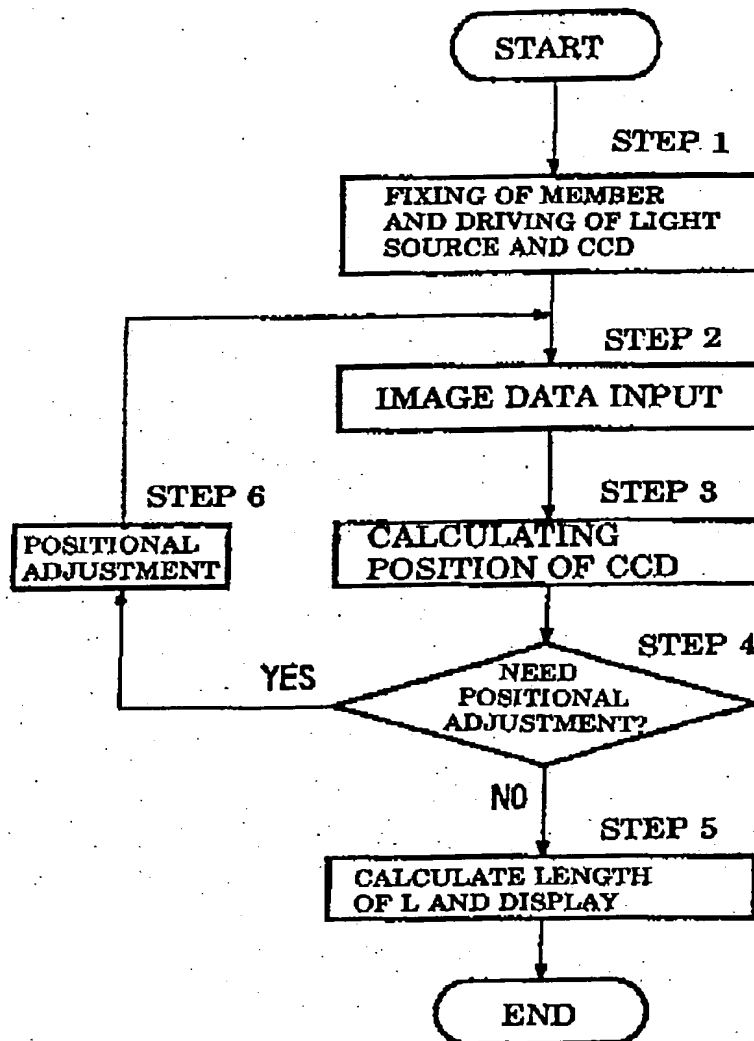 START
STEP 1
FIXING OF MEMBER
AND DRIVING OF LIGHT
SOURCE AND CCD
STEP 2
IMAGE DATA INPUT
STEP 3
CALCULATING
POSITION OF CCD
STEP 6
POSITIONAL
ADJUSTMENT
STEP 4
NEED
POSITIONAL
ADJUSTMENT?
YES
NO
STEP 5
CALCULATE LENGTH
OF L AND DISPLAY
END